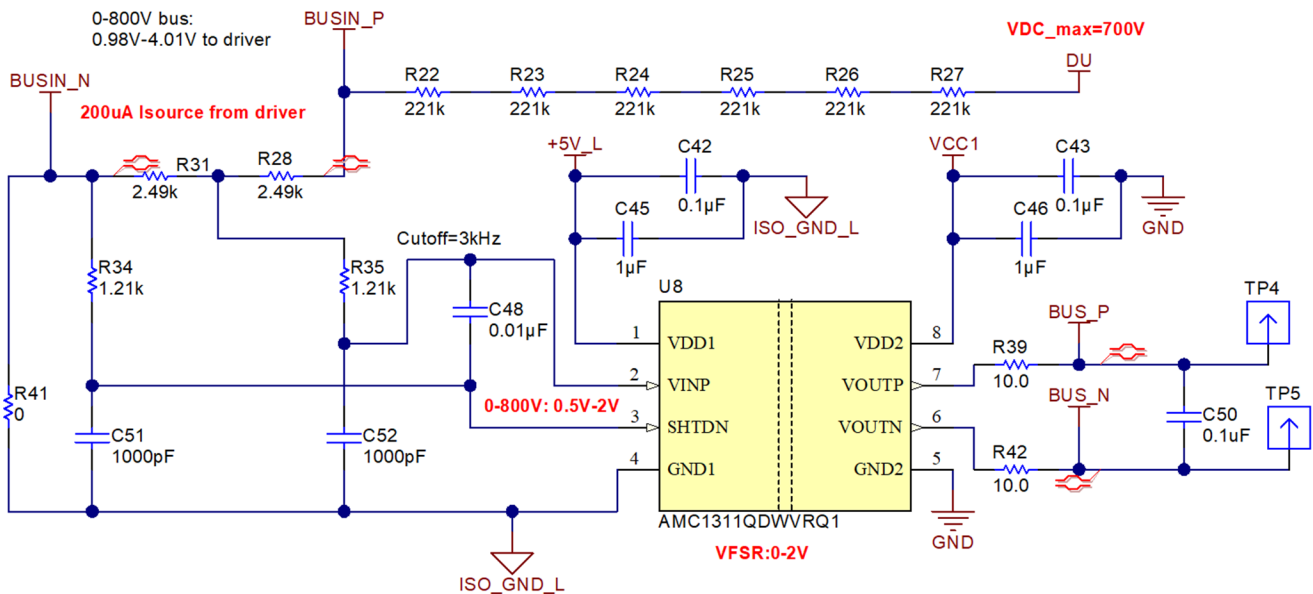 0-800V bus:
0.98V-4.01V to driver
BUSIN_P
VDC_max=700V
DU
BUSIN_N
200uA Isource from driver
R22
221k
R23
221k
R24
221k
R25
221k
R26
221k
R27
221k
R31
2.49k
R28
2.49k
+5V_L
C42
0.1µF
C45
1µF
ISO_GND_L
VCC1
C43
0.1µF
C46
1µF
GND
Cutoff=3kHz
R34
1.21k
R35
1.21k
C48
0.01µF
U8
1
VDD1
2
VINP
3
SHTDN
4
GND1
VDD2
8
VOUTP
7
VOUTN
6
GND2
5
0-800V: 0.5V-2V
R41
0
C51
1000pF
C52
1000pF
AMC1311QDWVRQ1
VFSR:0-2V
ISO_GND_L
GND
R39
10.0
R42
10.0
BUS_P
BUS_N
C50
0.1uF
TP4
TP5